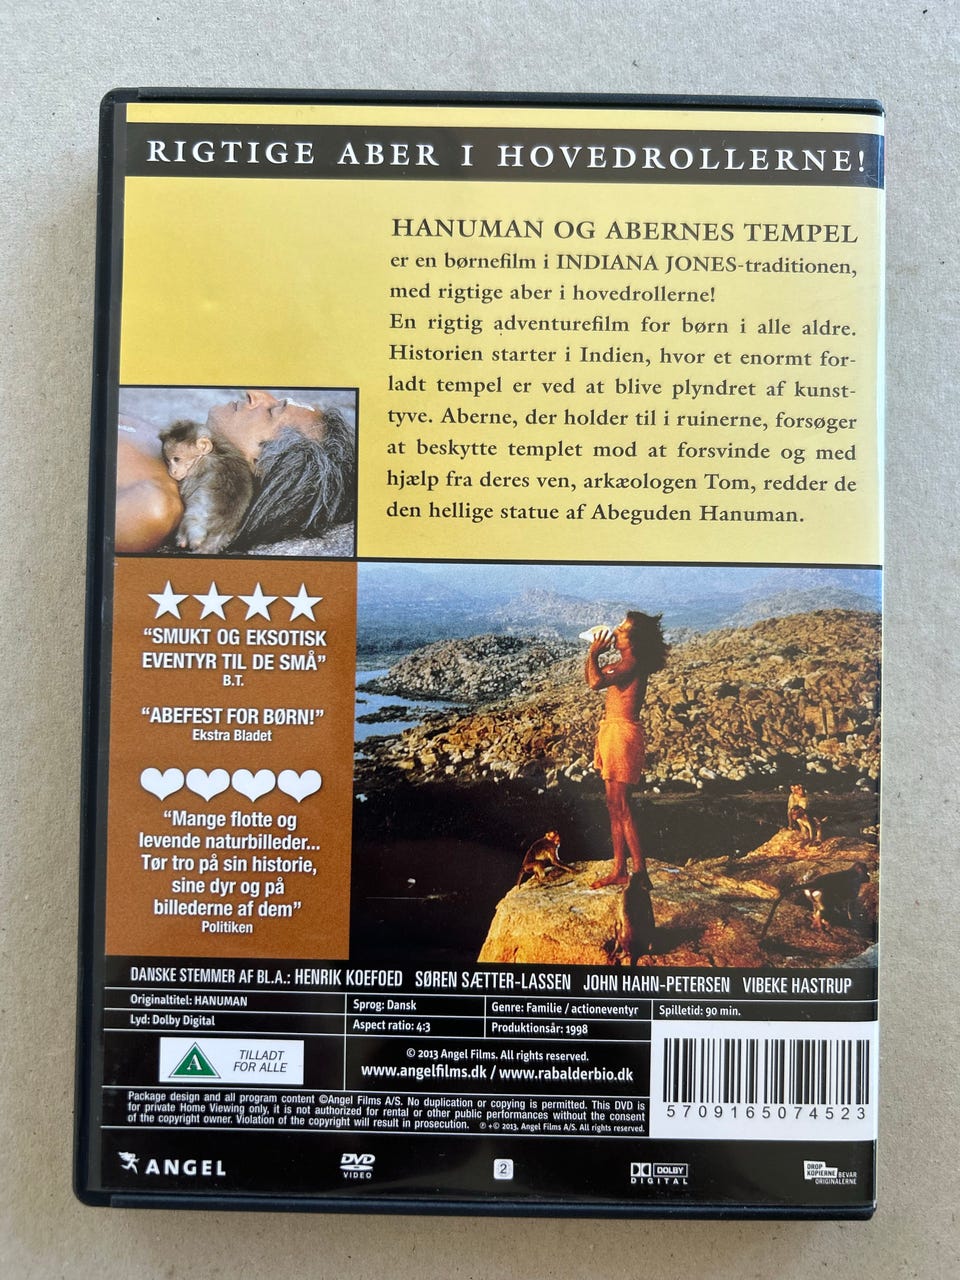 RIGTIGE ABER I HOVEDROLLERNE!
HANUMAN OG ABERNES TEMPEL
er en børnefilm i INDIANA JONES-traditionen,
med rigtige aber i hovedrollerne!
En rigtig adventurefilm for børn i alle aldre.
Historien starter i Indien, hvor et enormt for-
ladt tempel er ved at blive plyndret af kunst-
tyve. Aberne, der holder til i ruinerne, forsøger
at beskytte templet mod at forsvinde og med
hjælp fra deres ven, arkæologen Tom, redder de
den hellige statue af Abeguden Hanuman.
“SMUKT OG EKSOTISK
EVENTYR TIL DE SMÅ”
B.T.
“ABEFEST FOR BØRN!”
Ekstra Bladet
“Mange flotte og
levende naturbilleder...
Tør tro på sin historie,
sine dyr og på
billederne af dem”
Politiken
DANSKE STEMMER AF BL.A.: HENRIK KOEFOED SØREN SÆTTER-LASSEN JOHN HAHN-PETERSEN VIBEKE HASTRUP
Originaltitel: HANUMAN
Lyd: Dolby Digital
Sprog: Dansk
Aspect ratio: 4:3
Genre: Familie / actioneventyr
Produktionsår: 1998
Spilletid: 90 min.
A
TILLADT
FOR ALLE
© 2013 Angel Films. All rights reserved.
www.angelfilms.dk / www.rabalderbio.dk
Package design and all program content ©Angel Films A/S. No duplication or copying is permitted. This DVD is
for private Home Viewing only, it is not authorized for rental or other public performances without the consent
of the copyright owner. Violation of the copyright will result in prosecution. ℗ +© 2013, Angel Films A/S. All rights reserved.
5709165074523
ANGEL
DVD
VIDEO
2
DOLBY
DIGITAL
DROP
KOPIERNE
BEVAR
ORIGINALERNE